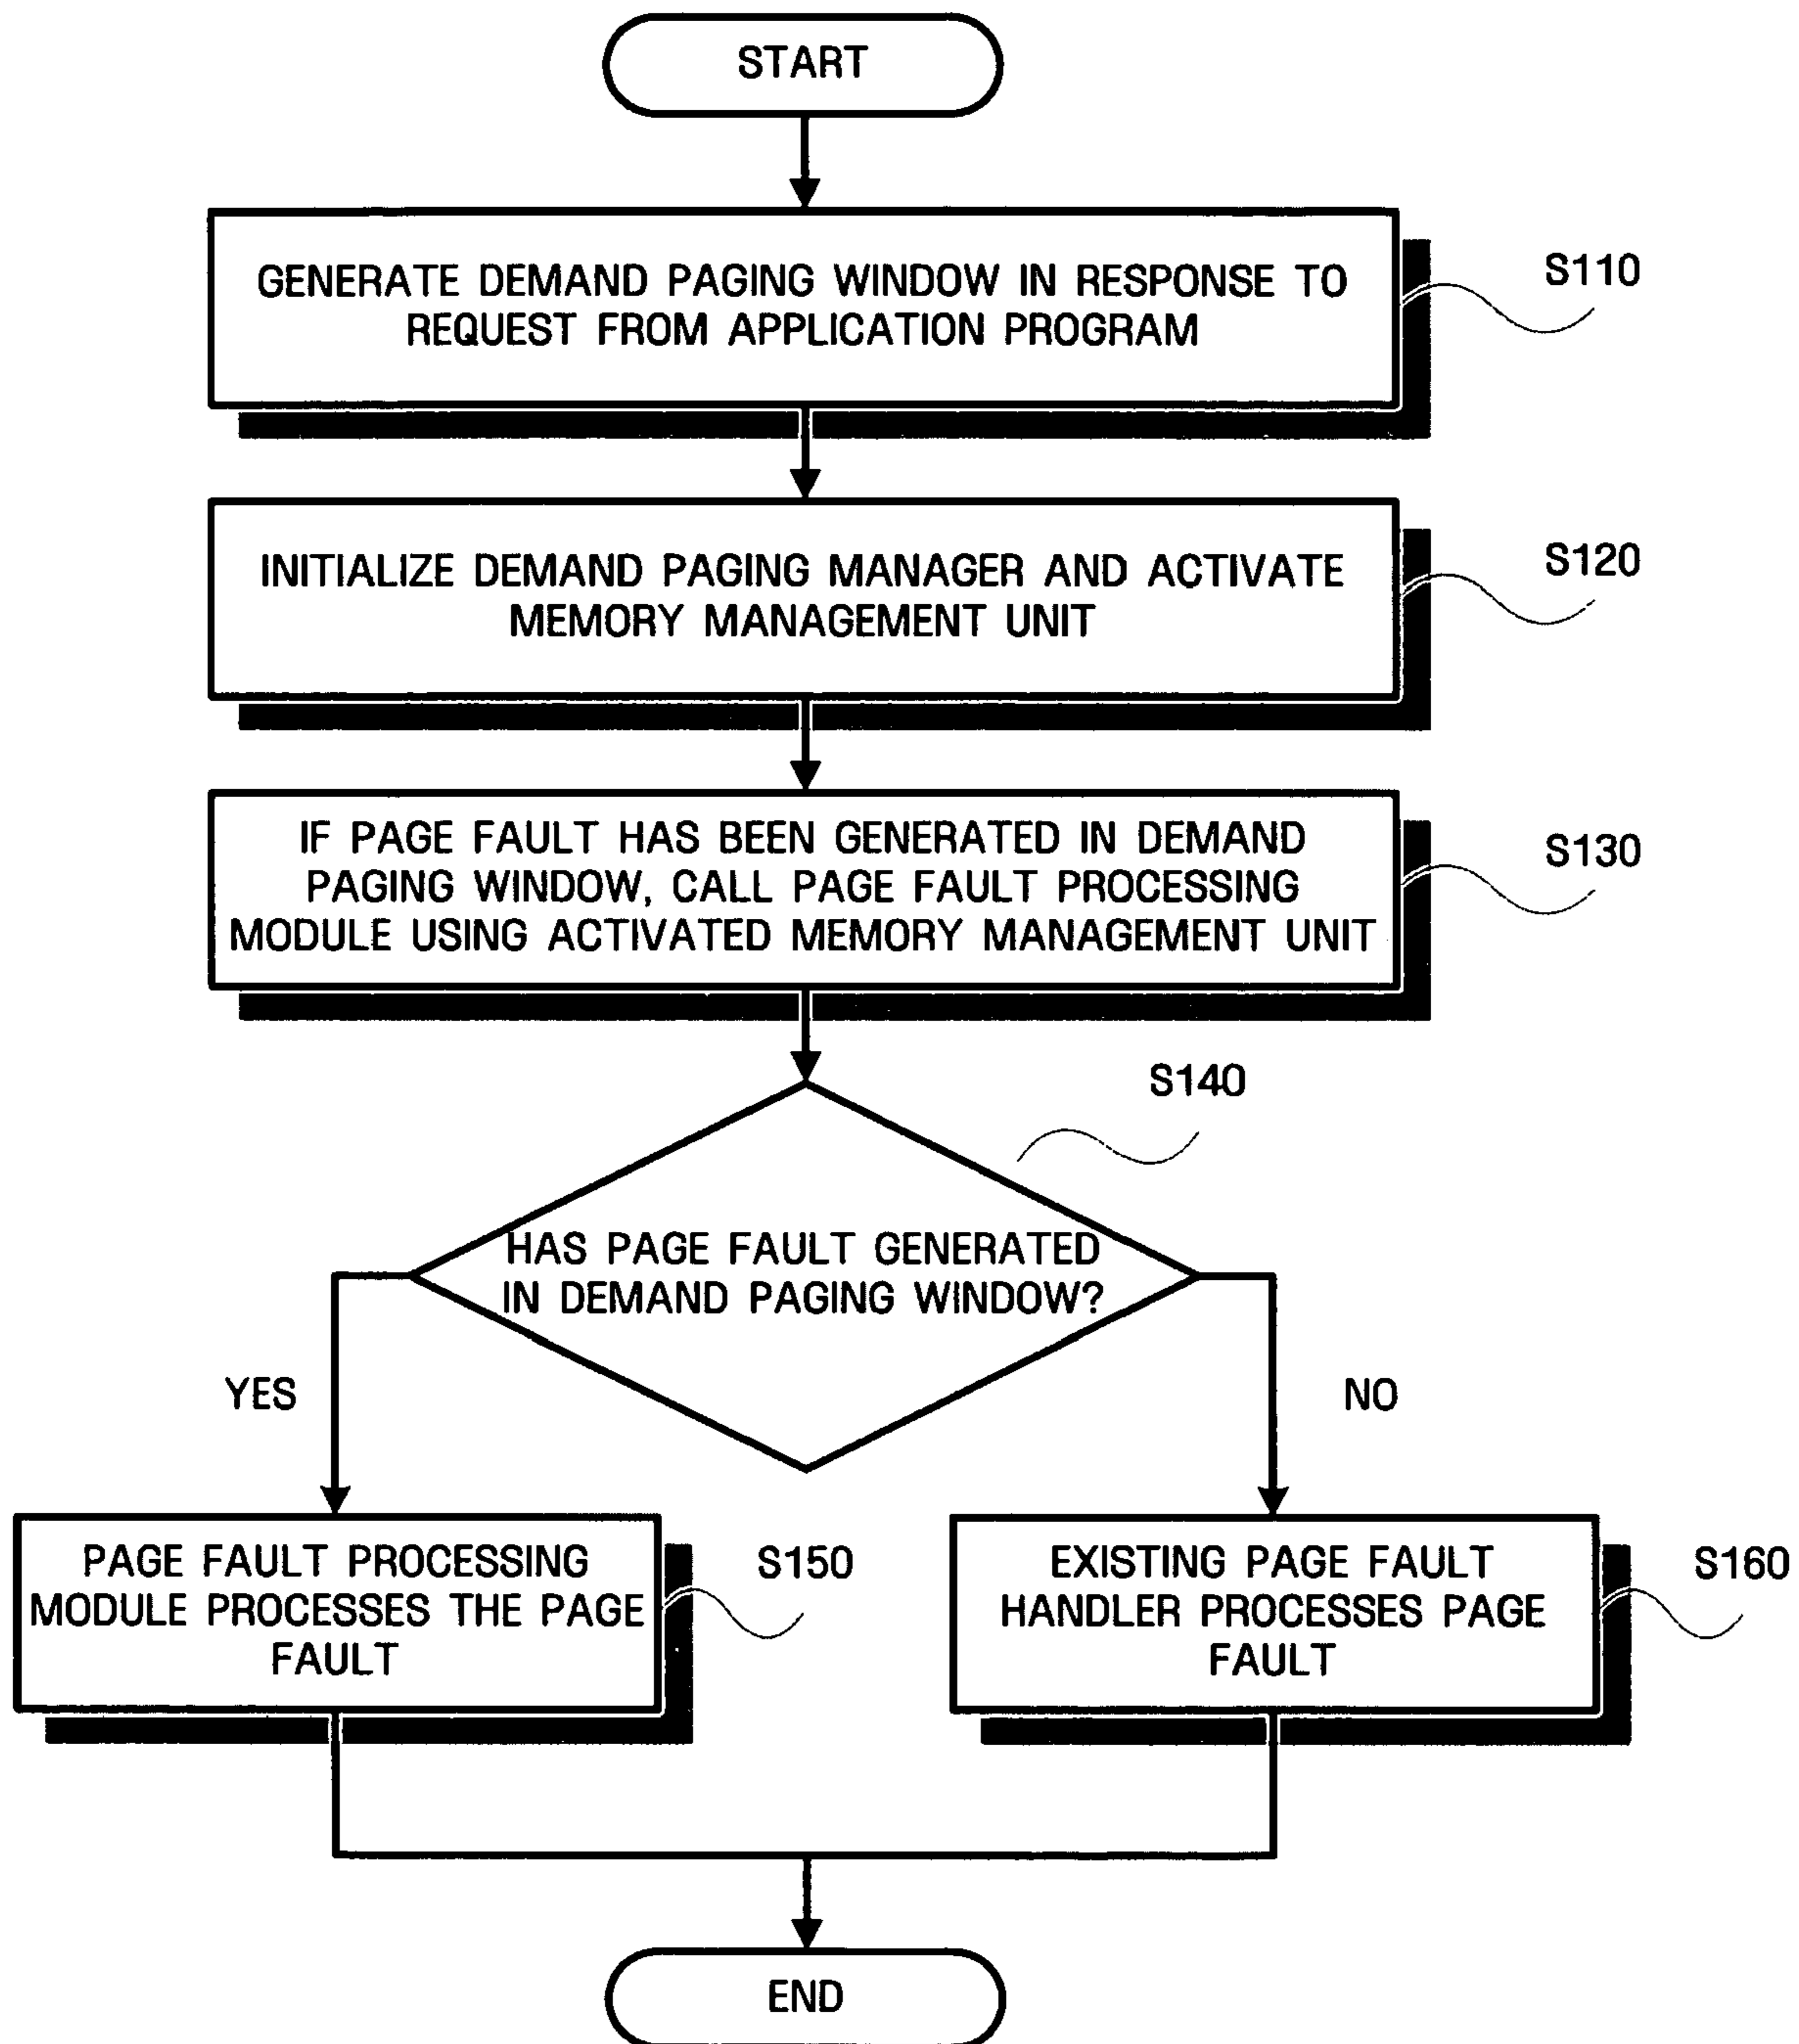 START
GENERATE DEMAND PAGING WINDOW IN RESPONSE TO
REQUEST FROM APPLICATION PROGRAM
S110
INITIALIZE DEMAND PAGING MANAGER AND ACTIVATE
MEMORY MANAGEMENT UNIT
S120
IF PAGE FAULT HAS BEEN GENERATED IN DEMAND
PAGING WINDOW, CALL PAGE FAULT PROCESSING
MODULE USING ACTIVATED MEMORY MANAGEMENT UNIT
S130
S140
HAS PAGE FAULT GENERATED
IN DEMAND PAGING WINDOW?
YES
NO
PAGE FAULT PROCESSING
MODULE PROCESSES THE PAGE
FAULT
S150
EXISTING PAGE FAULT
HANDLER PROCESSES PAGE
FAULT
S160
END